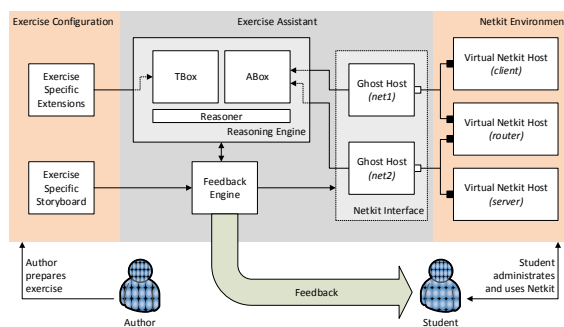 Exercise Configuration
Exercise Assistant
Netkit Environment
Exercise
Specific
Extensions
TBox
ABox
Reasoner
Reasoning Engine
Ghost Host
(net1)
Virtual Netkit Host
(client)
Virtual Netkit Host
(router)
Exercise
Specific
Storyboard
Feedback
Engine
Ghost Host
(net2)
Netkit Interface
Virtual Netkit Host
(server)
Author
prepares
exercise
Student
administrates
and uses Netkit
Feedback
Author
Student